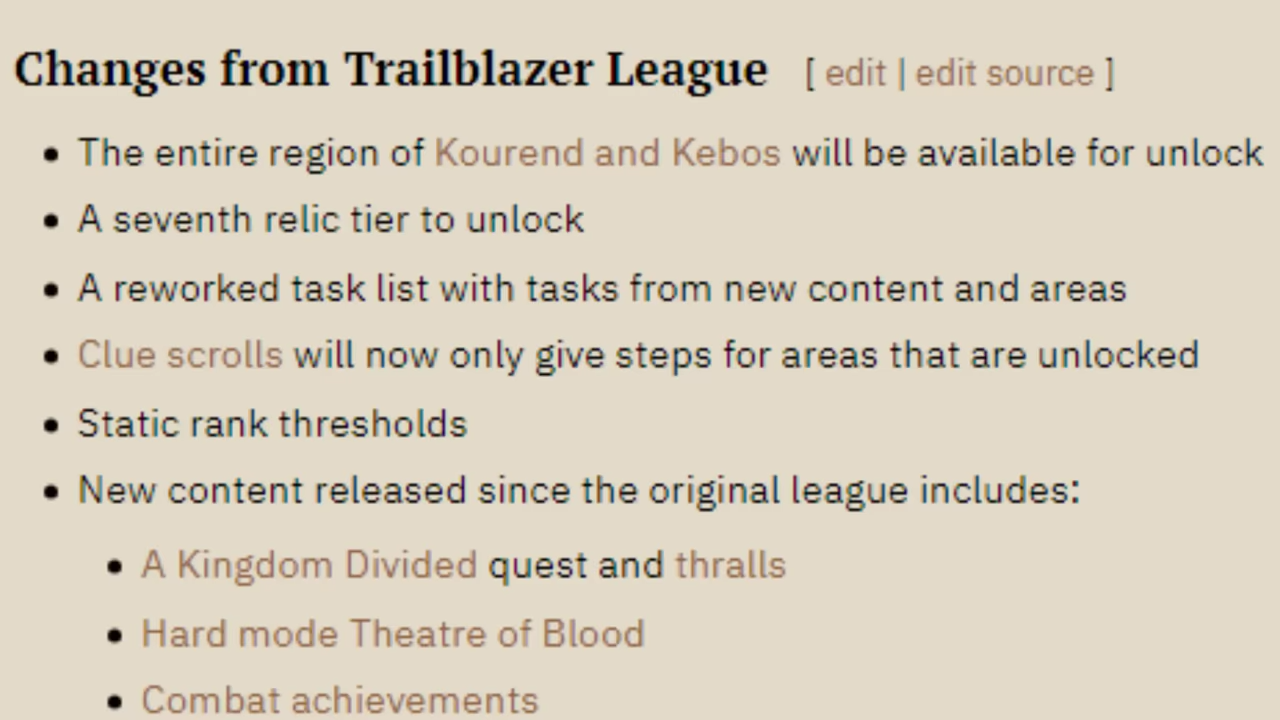 Changes from Trailblazer League [ edit | edit source ]
The entire region of Kourend and Kebos will be available for unlock
A seventh relic tier to unlock
A reworked task list with tasks from new content and areas
Clue scrolls will now only give steps for areas that are unlocked
Static rank thresholds
New content released since the original league includes:
A Kingdom Divided quest and thralls
Hard mode Theatre of Blood
Combat achievements